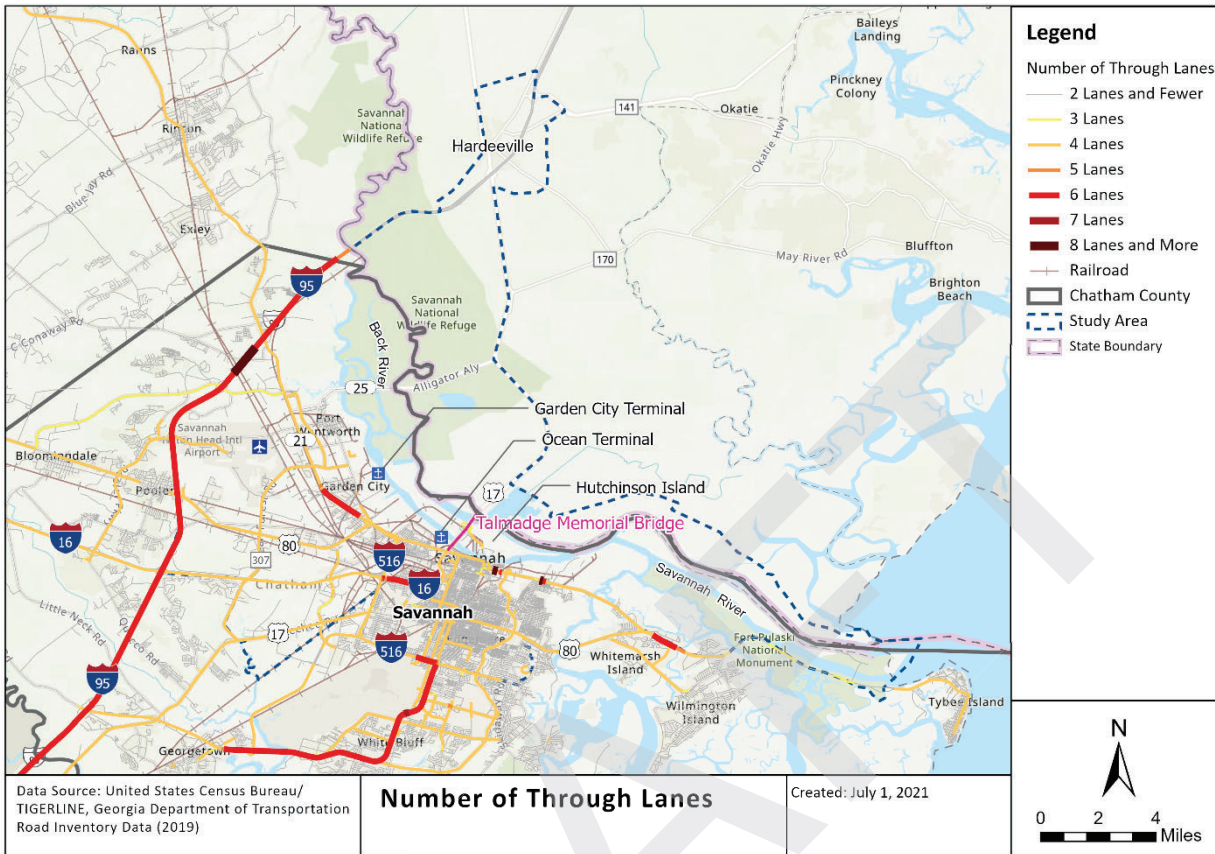 Baileys
Landing
Rahns
Pinckney
Colony
141
Okatie
Okatie Hwy
Savannah
National
Wildlife Refuge
Rincon
Hardeeville
Blue Jay Rd
Exley
170
May River Rd
Bluffton
95
Brighton
Beach
Savannah
National
Wildlife Refuge
C Conaway Rd
Back River
Alligator Aly
25
Garden City Terminal
Port
Wentworth
Ocean Terminal
21
Savannah
Hilton Head Intl
Airport
Bloomingdale
Pooler
Garden City
17
Hutchinson Island
Talmadge Memorial Bridge
16
80
516
Savannah
307
Chatham
16
Savannah River
Little Neck Rd
Savannah
17
516
80
Fort Pulaski
National
Monument
Whitemarsh
Island
95
Wilmington
Island
Tybee Island
Georgetown
White Bluff
Legend
Number of Through Lanes
2 Lanes and Fewer
3 Lanes
4 Lanes
5 Lanes
6 Lanes
7 Lanes
8 Lanes and More
Railroad
Chatham County
Study Area
State Boundary
N
0 2 4
Miles
Data Source: United States Census Bureau/
TIGERLINE, Georgia Department of Transportation
Road Inventory Data (2019)
Number of Through Lanes
Created: July 1, 2021